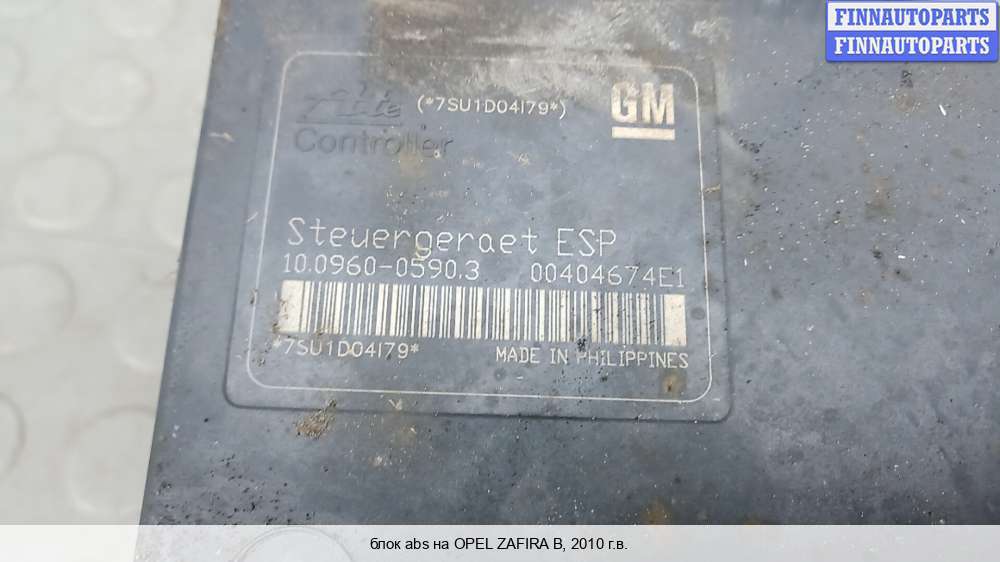 FINNAUTOPARTS
FINNAUTOPARTS
(*7SU1D04I79*)
GM
Ate
Controller
Steuergeraet ESP
10.0960-0590.3 00404674E1
*7SU1D04I79*
MADE IN PHILIPPINES
блок abs на OPEL ZAFIRA B, 2010 г.в.